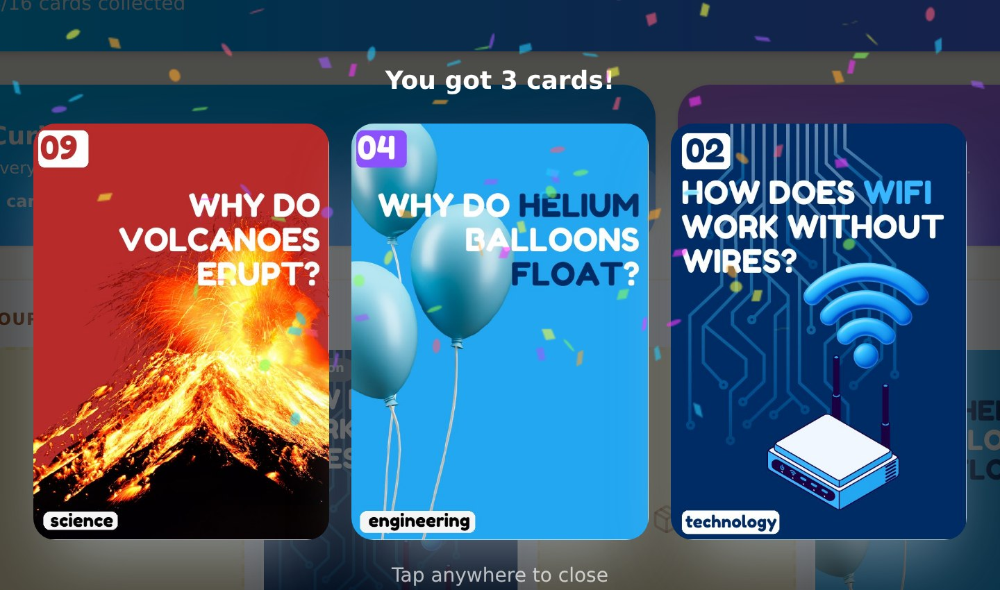 /16 cards collected
You got 3 cards!
09
WHY DO
VOLCANOES
ERUPT?
science
04
WHY DO HELIUM
BALLOONS
FLOAT?
engineering
02
HOW DOES WIFI
WORK WITHOUT
WIRES?
technology
Tap anywhere to close